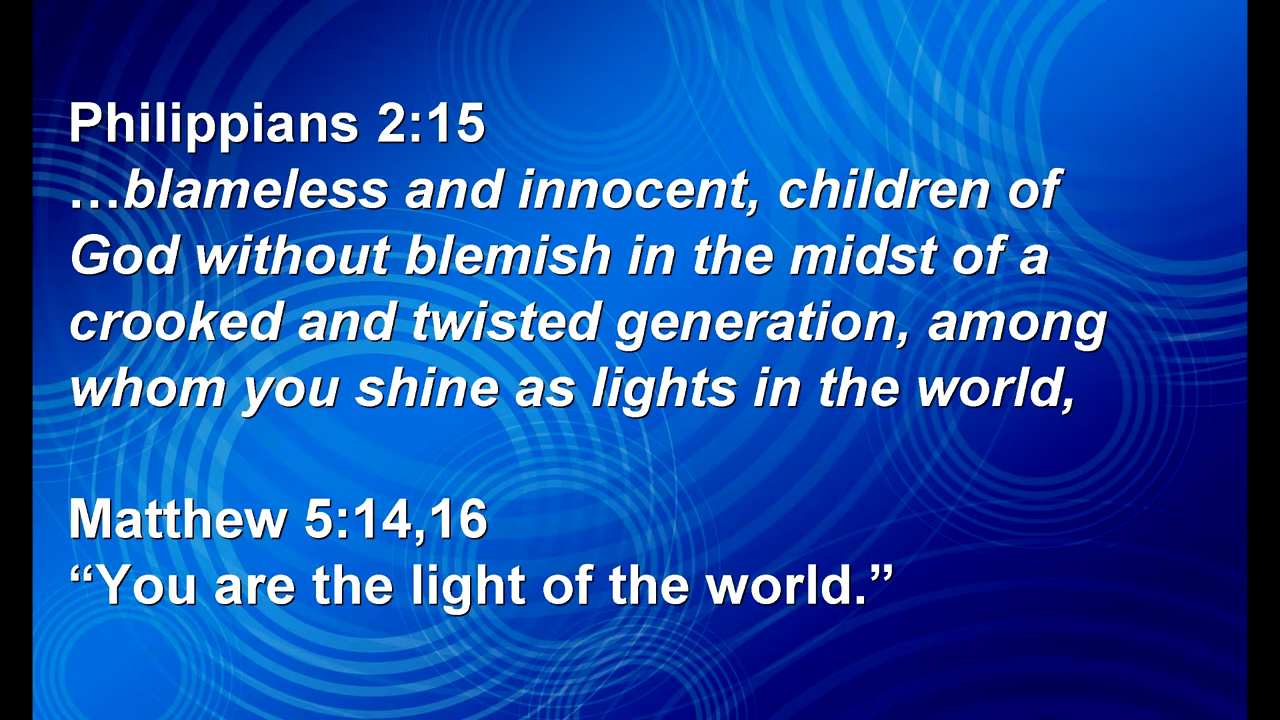 Philippians 2:15
…blameless and innocent, children of
God without blemish in the midst of a
crooked and twisted generation, among
whom you shine as lights in the world,
Matthew 5:14,16
“You are the light of the world.”